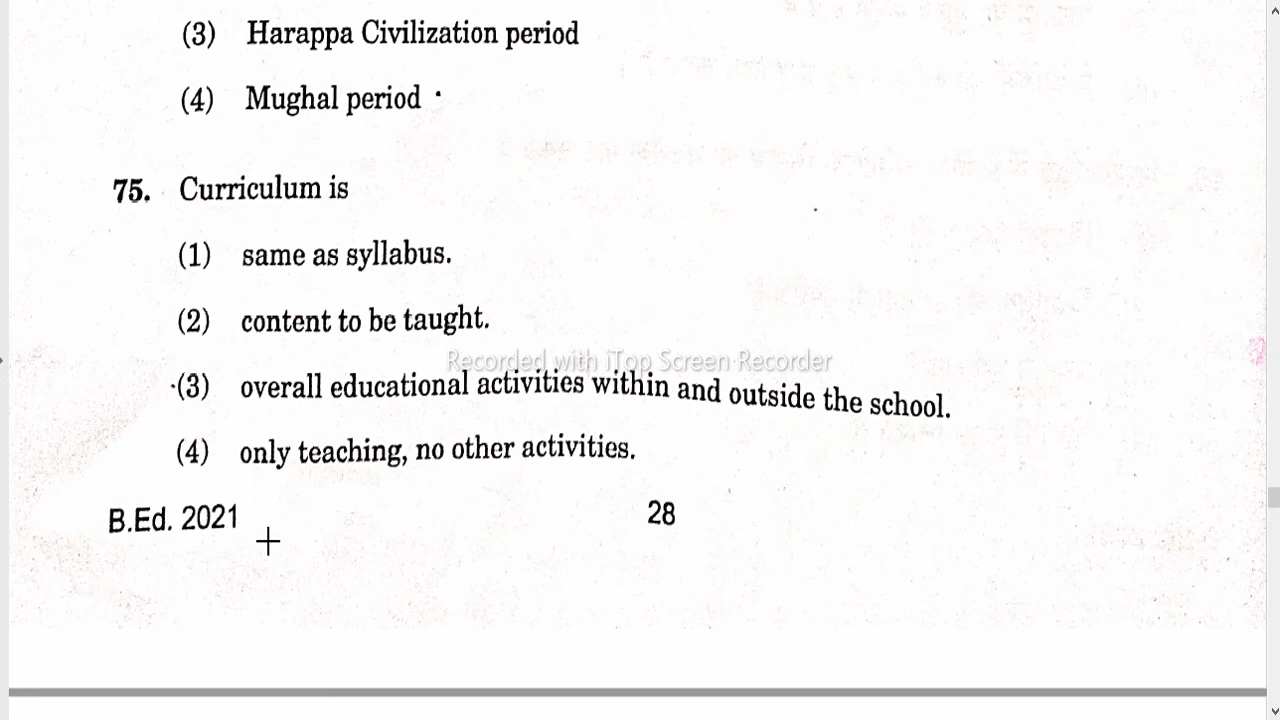 (3) Harappa Civilization period
(4) Mughal period
75. Curriculum is
(1) same as syllabus.
(2) content to be taught.
Recorded with iTop Screen Recorder
(3) overall educational activities within and outside the school.
(4) only teaching, no other activities.
B.Ed. 2021 28